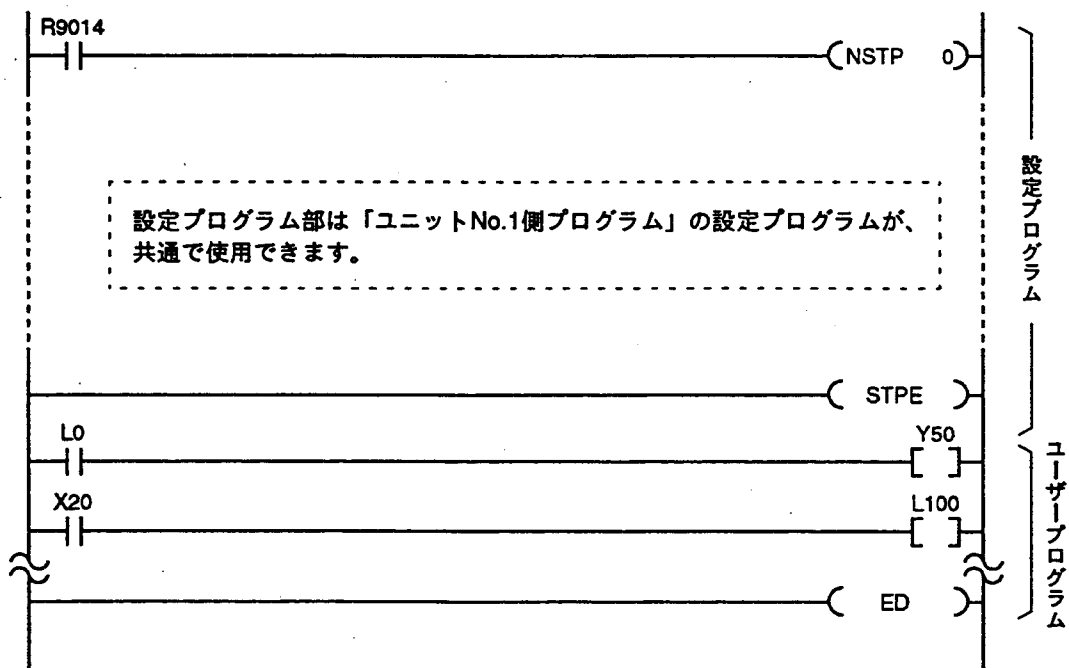 R9014
NSTP 0
設定プログラム部は「ユニットNo.1側プログラム」の設定プログラムが、
共通で使用できます。
設定プログラム
STPE
L0
Y50
X20
L100
ED
ユーザープログラム